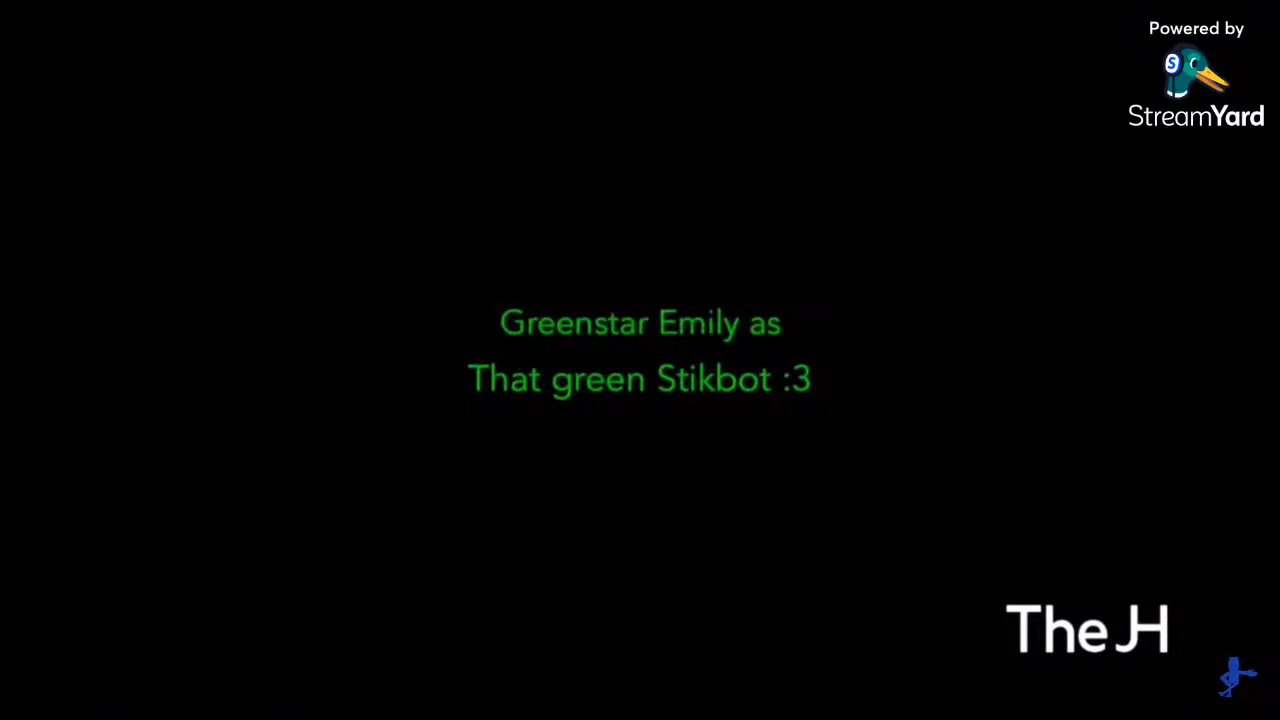 Powered by
S
StreamYard
Greenstar Emily as
That green Stikbot :3
The JH